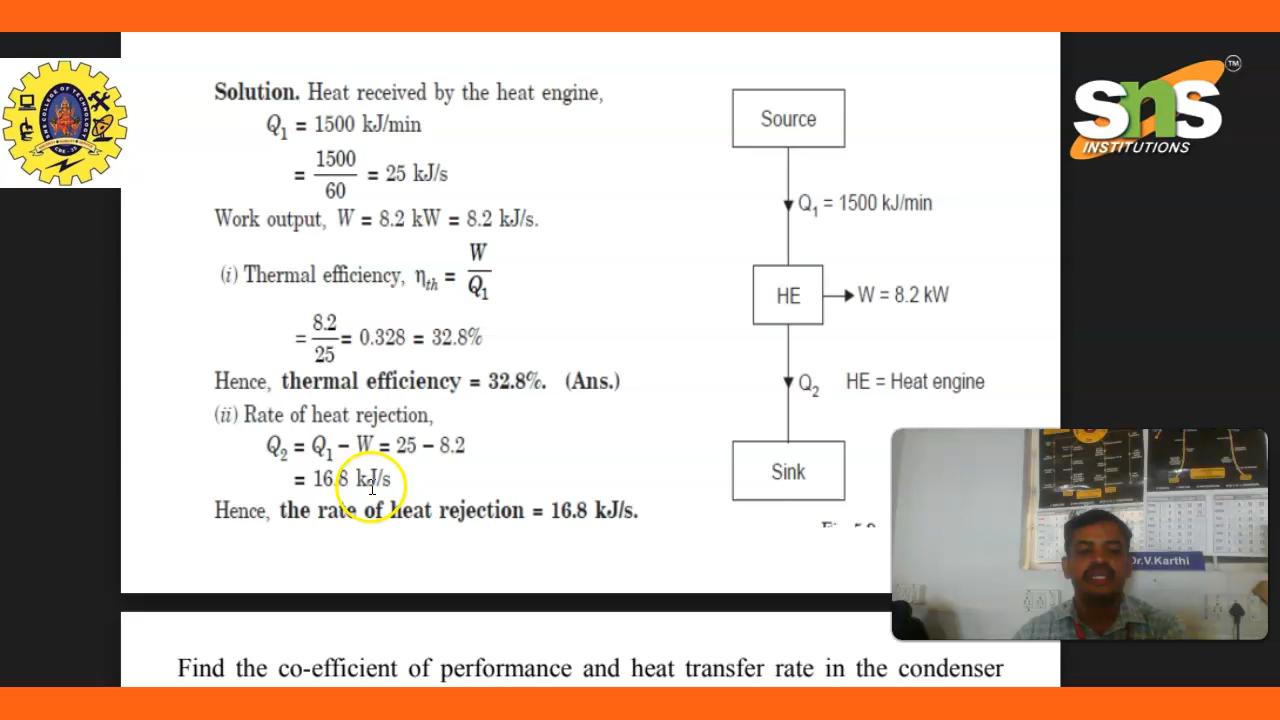 Solution. Heat received by the heat engine,
Q1 = 1500 kJ/min
= 1500/60 = 25 kJ/s
Work output, W = 8.2 kW = 8.2 kJ/s.
(i) Thermal efficiency, ηth = W/Q1
= 8.2/25 = 0.328 = 32.8%
Hence, thermal efficiency = 32.8%. (Ans.)
(ii) Rate of heat rejection,
Q2 = Q1 – W = 25 – 8.2
= 16.8 kJ/s
Hence, the rate of heat rejection = 16.8 kJ/s.
Source
Q1 = 1500 kJ/min
HE
W = 8.2 kW
Q2
HE = Heat engine
Sink
Find the co-efficient of performance and heat transfer rate in the condenser
SNS
INSTITUTIONS
TM
Dr.V.Karthi